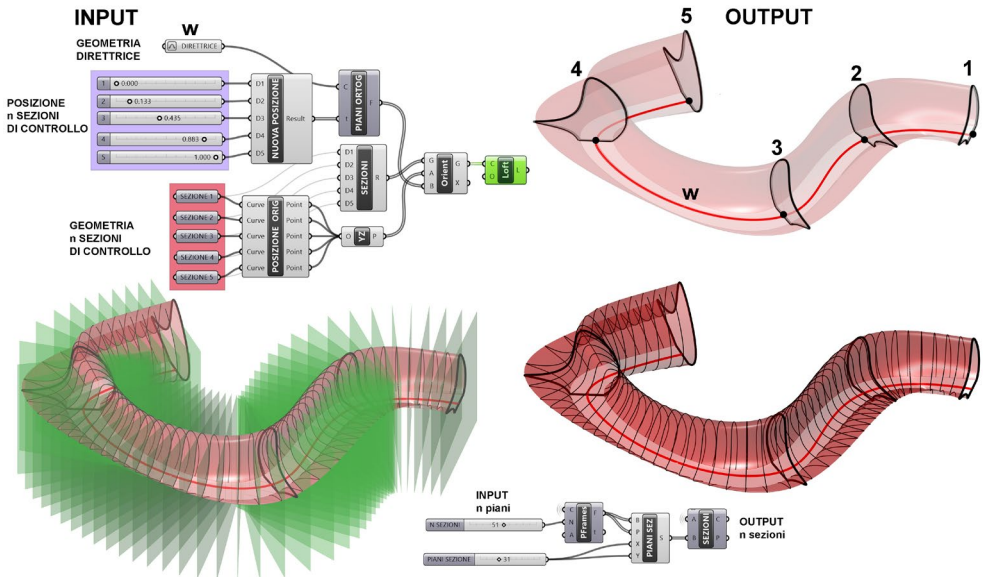 INPUT
OUTPUT
GEOMETRIA
DIRETTRICE
W
DIRETTRICE
POSIZIONE
n SEZIONI
DI CONTROLLO
1 0.000
2 0.133
3 0.435
4 0.883
5 1.000
D1
D2
D3
D4
D5
NUOVA POSIZIONE
Result
C
t
PIANI ORTOG
F
D1
D2
D3
D4
D5
SEZIONI
R
G
A
B
Orient
G
X
C
O
Loft
L
GEOMETRIA
n SEZIONI
DI CONTROLLO
SEZIONE 1
SEZIONE 2
SEZIONE 3
SEZIONE 4
SEZIONE 5
Curve
Curve
Curve
Curve
Curve
POSIZIONE ORIG
Point
Point
Point
Point
Point
O
YZ
P
5
4
2
1
3
W
INPUT
n piani
N SEZIONI 51
PIANI SEZIONE 31
C
N
A
PFrames
F
t
B
P
X
Y
PIANI SEZ
S
A
B
SEZIONI
C
P
OUTPUT
n sezioni